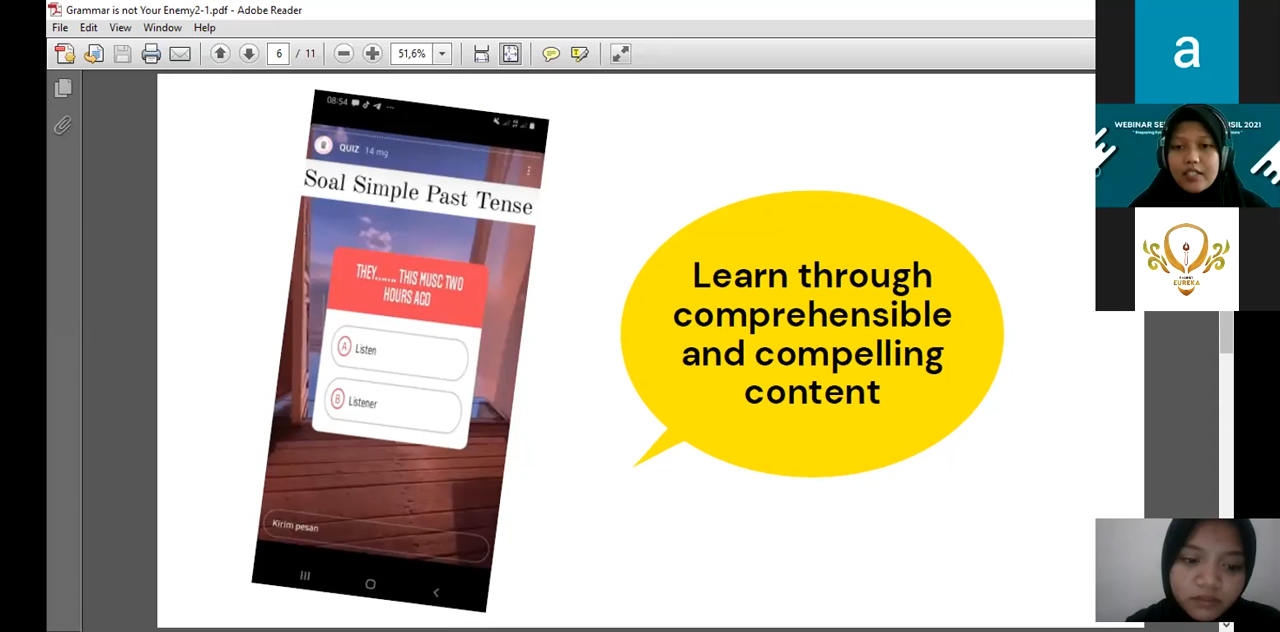 Grammar is not Your Enemy2-1.pdf - Adobe Reader
File Edit View Window Help
6 / 11 51,6%
08:54
QUIZ 14 mg
Soal Simple Past Tense
THEY....... THIS MUSC TWO
HOURS AGO
A Listen
B Listener
Kirim pesan
Learn through
comprehensible
and compelling
content
a
WEBINAR
2021
EUREKA